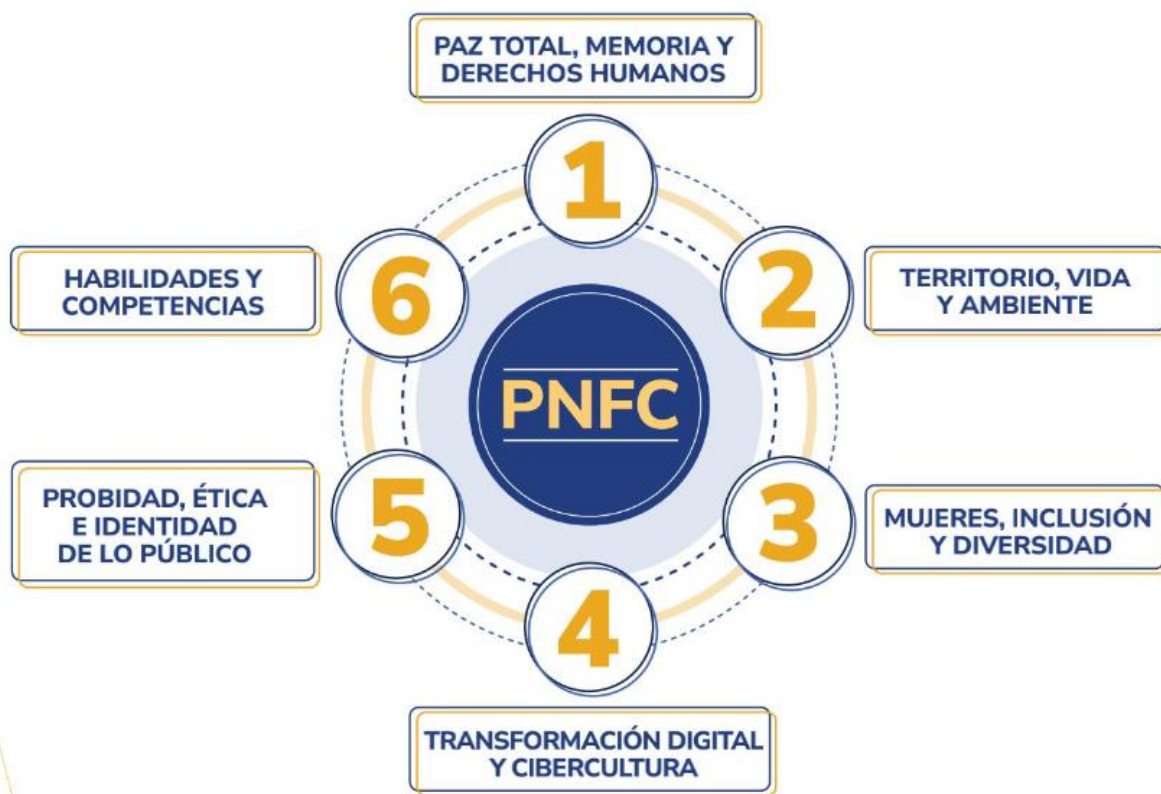 PAZ TOTAL, MEMORIA Y
DERECHOS HUMANOS
1
2
TERRITORIO, VIDA
Y AMBIENTE
3
MUJERES, INCLUSIÓN
Y DIVERSIDAD
4
TRANSFORMACIÓN DIGITAL
Y CIBERCULTURA
5
PROBIDAD, ÉTICA
E IDENTIDAD
DE LO PÚBLICO
6
HABILIDADES Y
COMPETENCIAS
PNFC